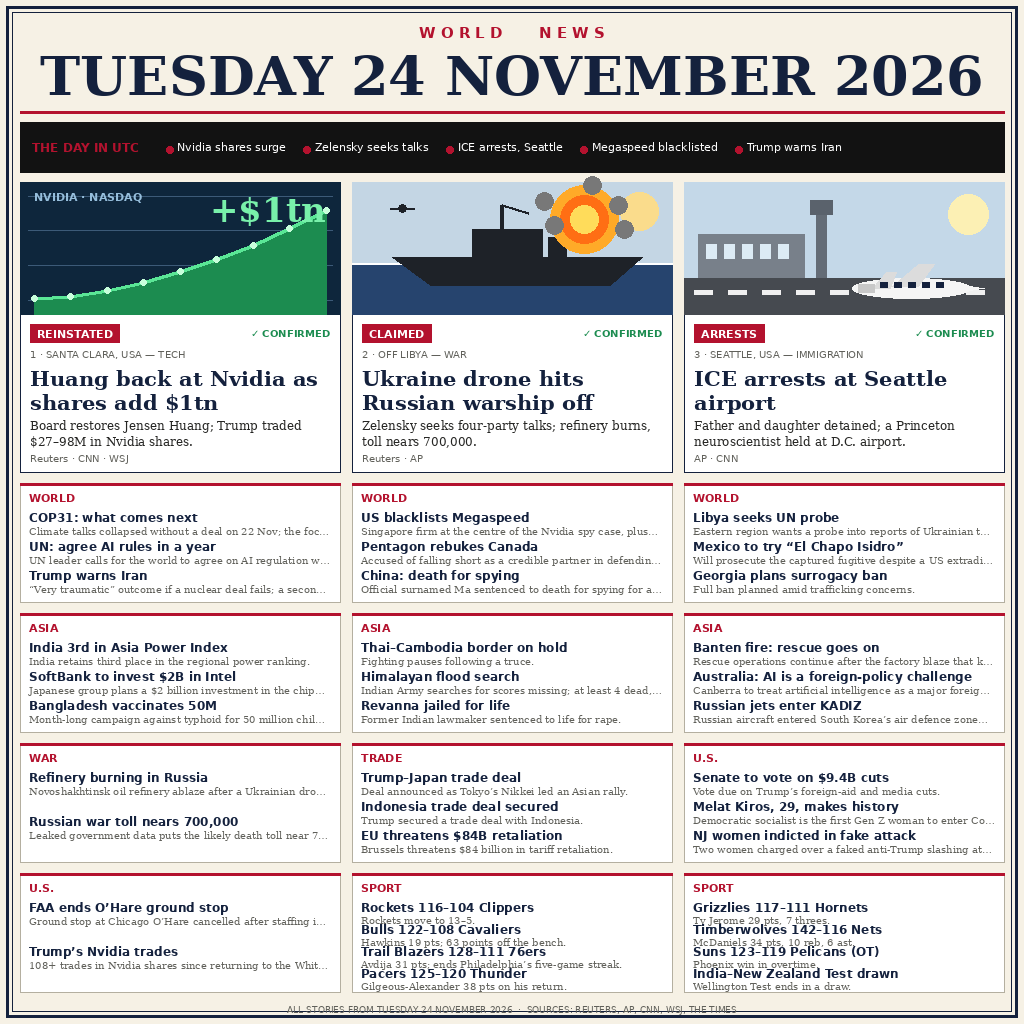 WORLD NEWS
TUESDAY 24 NOVEMBER 2026
THE DAY IN UTC
Nvidia shares surge
Zelensky seeks talks
ICE arrests, Seattle
Megaspeed blacklisted
Trump warns Iran
NVIDIA · NASDAQ
+$1tn
REINSTATED
✓ CONFIRMED
1 · SANTA CLARA, USA — TECH
Huang back at Nvidia as
shares add $1tn
Board restores Jensen Huang; Trump traded
$27–98M in Nvidia shares.
Reuters · CNN · WSJ
CLAIMED
✓ CONFIRMED
2 · OFF LIBYA — WAR
Ukraine drone hits
Russian warship off
Zelensky seeks four-party talks; refinery burns,
toll nears 700,000.
Reuters · AP
ARRESTS
✓ CONFIRMED
3 · SEATTLE, USA — IMMIGRATION
ICE arrests at Seattle
airport
Father and daughter detained; a Princeton
neuroscientist held at D.C. airport.
AP · CNN
WORLD
COP31: what comes next
Climate talks collapsed without a deal on 22 Nov; the foc...
UN: agree AI rules in a year
UN leader calls for the world to agree on AI regulation w...
Trump warns Iran
“Very traumatic” outcome if a nuclear deal fails; a secon...
WORLD
US blacklists Megaspeed
Singapore firm at the centre of the Nvidia spy case, plus...
Pentagon rebukes Canada
Accused of falling short as a credible partner in defendin...
China: death for spying
Official surnamed Ma sentenced to death for spying for a...
WORLD
Libya seeks UN probe
Eastern region wants a probe into reports of Ukrainian t...
Mexico to try “El Chapo Isidro”
Will prosecute the captured fugitive despite a US extradi...
Georgia plans surrogacy ban
Full ban planned amid trafficking concerns.
ASIA
India 3rd in Asia Power Index
India retains third place in the regional power ranking.
SoftBank to invest $2B in Intel
Japanese group plans a $2 billion investment in the chip...
Bangladesh vaccinates 50M
Month-long campaign against typhoid for 50 million chil...
ASIA
Thai–Cambodia border on hold
Fighting pauses following a truce.
Himalayan flood search
Indian Army searches for scores missing; at least 4 dead,...
Revanna jailed for life
Former Indian lawmaker sentenced to life for rape.
ASIA
Banten fire: rescue goes on
Rescue operations continue after the factory blaze that k...
Australia: AI is a foreign-policy challenge
Canberra to treat artificial intelligence as a major foreig...
Russian jets enter KADIZ
Russian aircraft entered South Korea’s air defence zone...
WAR
Refinery burning in Russia
Novoshakhtinsk oil refinery ablaze after a Ukrainian dro...
Russian war toll nears 700,000
Leaked government data puts the likely death toll near 7...
TRADE
Trump–Japan trade deal
Deal announced as Tokyo’s Nikkei led an Asian rally.
Indonesia trade deal secured
Trump secured a trade deal with Indonesia.
EU threatens $84B retaliation
Brussels threatens $84 billion in tariff retaliation.
U.S.
Senate to vote on $9.4B cuts
Vote due on Trump’s foreign-aid and media cuts.
Melat Kiros, 29, makes history
Democratic socialist is the first Gen Z woman to enter Co...
NJ women indicted in fake attack
Two women charged over a faked anti-Trump slashing at...
U.S.
FAA ends O’Hare ground stop
Ground stop at Chicago O’Hare cancelled after staffing i...
Trump’s Nvidia trades
108+ trades in Nvidia shares since returning to the Whit...
SPORT
Rockets 116–104 Clippers
Rockets move to 13–5.
Bulls 122–108 Cavaliers
Hawkins 19 pts; 63 points off the bench.
Trail Blazers 128–111 76ers
Avdija 31 pts; ends Philadelphia’s five-game streak.
Pacers 125–120 Thunder
Gilgeous-Alexander 38 pts on his return.
SPORT
Grizzlies 117–111 Hornets
Ty Jerome 29 pts, 7 threes.
Timberwolves 142–116 Nets
McDaniels 34 pts, 10 reb, 6 ast.
Suns 123–119 Pelicans (OT)
Phoenix win in overtime.
India–New Zealand Test drawn
Wellington Test ends in a draw.
ALL STORIES FROM TUESDAY 24 NOVEMBER 2026 · SOURCES: REUTERS, AP, CNN, WSJ, THE TIMES